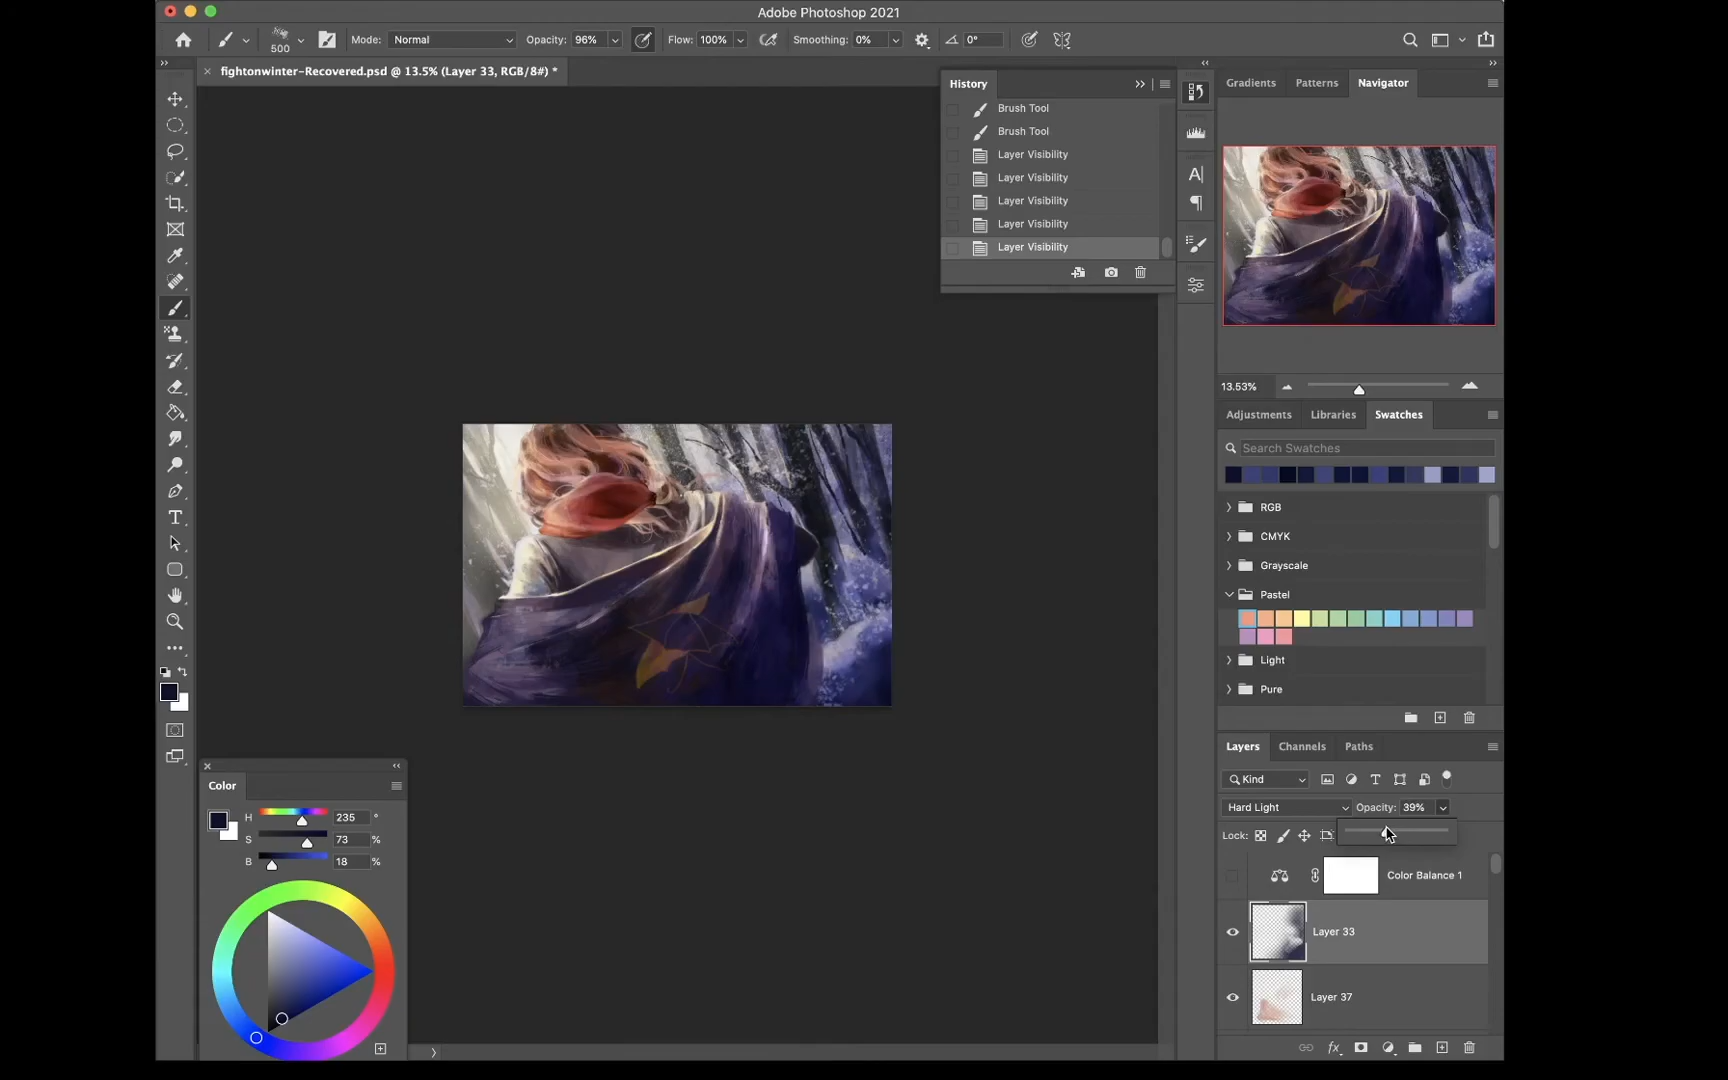 Adobe Photoshop 2021
500
Mode: Normal
Opacity: 96%
Flow: 100%
Smoothing: 0%
0°
fightonwinter-Recovered.psd @ 13.5% (Layer 33, RGB/8#) *
History
Brush Tool
Brush Tool
Layer Visibility
Layer Visibility
Layer Visibility
Layer Visibility
Layer Visibility
Gradients Patterns Navigator
13.53%
Adjustments Libraries Swatches
Search Swatches
RGB
CMYK
Grayscale
Pastel
Light
Pure
Layers Channels Paths
Kind
Hard Light Opacity: 39%
Lock:
Color Balance 1
Layer 33
Layer 37
Color
H 235 °
S 73 %
B 18 %